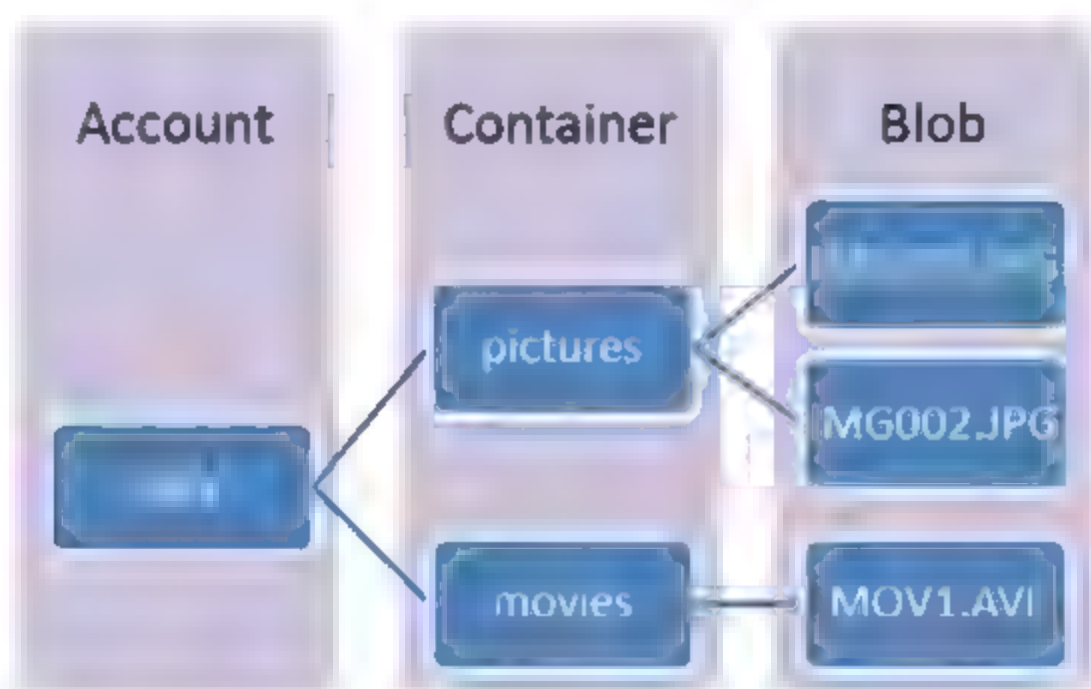 Account
Container
Blob
pictures
MG002.JPG
movies
MOV1.AVI